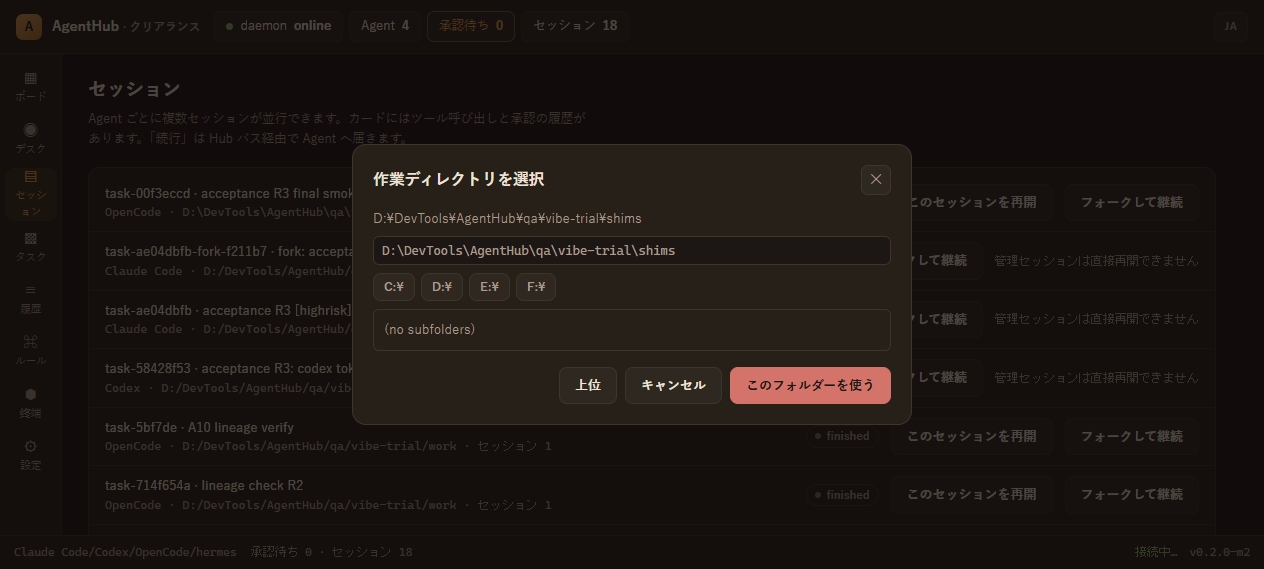 A AgentHub · クリアランス daemon online Agent 4 承認待ち 0 セッション 18 JA
ボード
デスク
セッシ
ョン
タスク
履歴
ルール
終端
設定
セッション
Agent ごとに複数セッションが並行できます。カードにはツール呼び出しと承認の履歴が
あります。「続行」は Hub バス経由で Agent へ届きます。
作業ディレクトリを選択
D:¥DevTools¥AgentHub¥qa¥vibe-trial¥shims
D:\DevTools\AgentHub\qa\vibe-trial\shims
C:¥ D:¥ E:¥ F:¥
(no subfolders)
上位 キャンセル このフォルダーを使う
task-00f3eccd · acceptance R3 final smok
OpenCode · D:\DevTools\AgentHub\qa\
このセッションを再開 フォークして継続
task-ae04dbfb-fork-f211b7 · fork: accepta
Claude Code · D:/DevTools/AgentHub/
して継続 管理セッションは直接再開できません
task-ae04dbfb · acceptance R3 [highrisk]
Claude Code · D:/DevTools/AgentHub/
して継続 管理セッションは直接再開できません
task-58428f53 · acceptance R3: codex tok
Codex · D:/DevTools/AgentHub/qa/vibe
して継続 管理セッションは直接再開できません
task-5bf7de · A10 lineage verify
OpenCode · D:/DevTools/AgentHub/qa/vibe-trial/work · セッション 1
finished このセッションを再開 フォークして継続
task-714f654a · lineage check R2
OpenCode · D:/DevTools/AgentHub/qa/vibe-trial/work · セッション 1
finished このセッションを再開 フォークして継続
Claude Code/Codex/OpenCode/hermes 承認待ち 0 · セッション 18 接続中… v0.2.0-m2